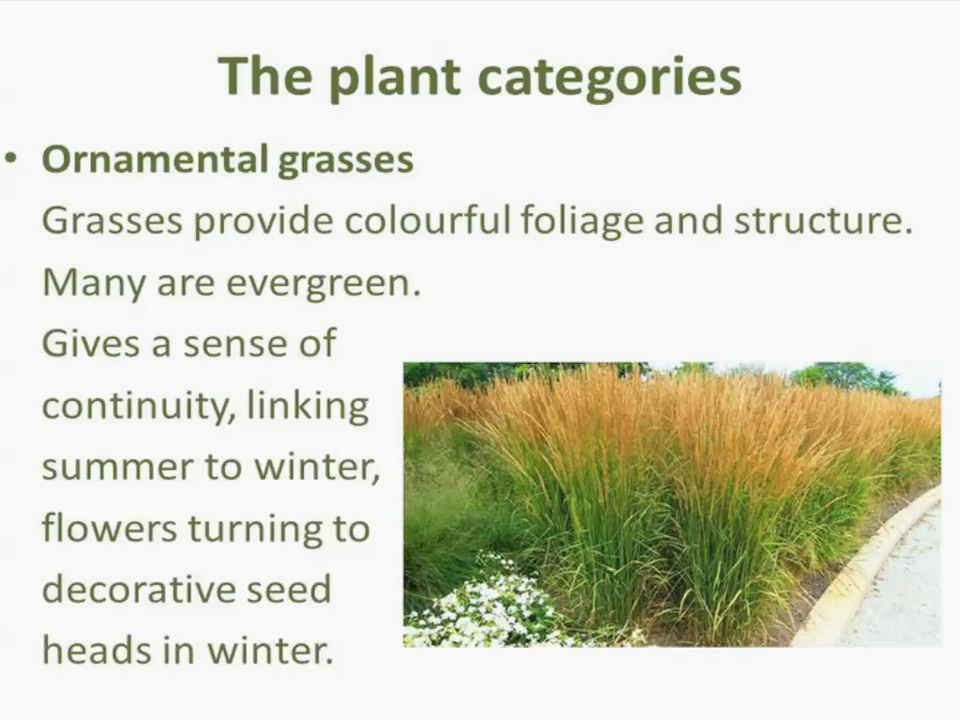 The plant categories
• Ornamental grasses
Grasses provide colourful foliage and structure.
Many are evergreen.
Gives a sense of
continuity, linking
summer to winter,
flowers turning to
decorative seed
heads in winter.